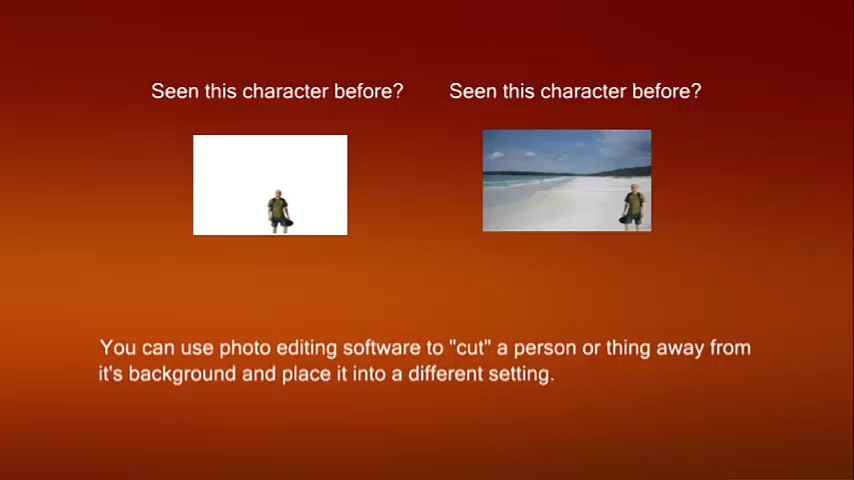 Seen this character before?
Seen this character before?
You can use photo editing software to "cut" a person or thing away from
it's background and place it into a different setting.